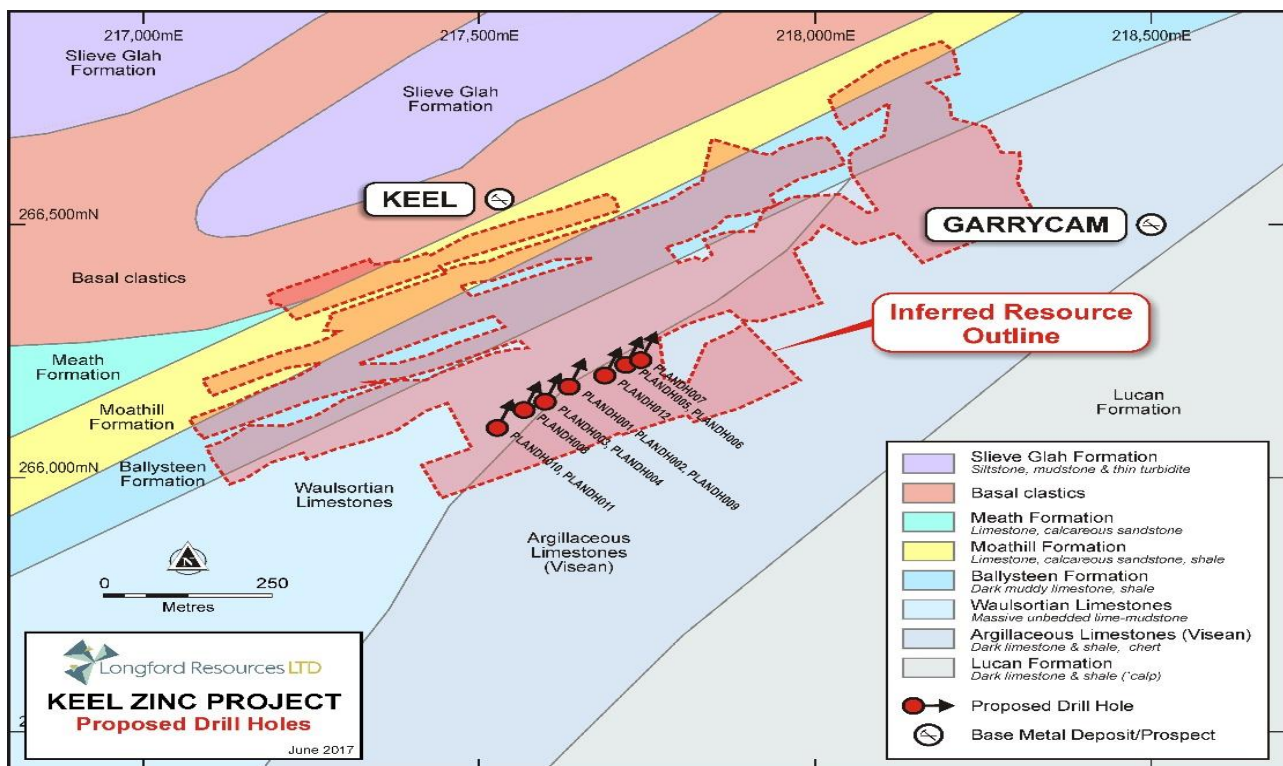 217,000mE
217,500mE
218,000mE
218,500mE
Slieve Glah
Formation
Slieve Glah
Formation
KEEL
266,500mN
GARRYCAM
Basal clastics
Inferred Resource
Outline
Meath
Formation
Moathill
Formation
Ballysteen
Formation
266,000mN
Waulsortian
Limestones
Argillaceous
Limestones
(Visean)
Lucan
Formation
PLANDH007
PLANDH005, PLANDH006
PLANDH012
PLANDH001, PLANDH002, PLANDH009
PLANDH003, PLANDH004
PLANDH008
PLANDH010, PLANDH011
0 250
Metres
Longford Resources LTD
KEEL ZINC PROJECT
Proposed Drill Holes
June 2017
Slieve Glah Formation
Siltstone, mudstone & thin turbidite
Basal clastics
Meath Formation
Limestone, calcareous sandstone
Moathill Formation
Limestone, calcareous sandstone, shale
Ballysteen Formation
Dark muddy limestone, shale
Waulsortian Limestones
Massive unbedded lime-mudstone
Argillaceous Limestones (Visean)
Dark limestone & shale, chert
Lucan Formation
Dark limestone & shale ('calp)
Proposed Drill Hole
Base Metal Deposit/Prospect